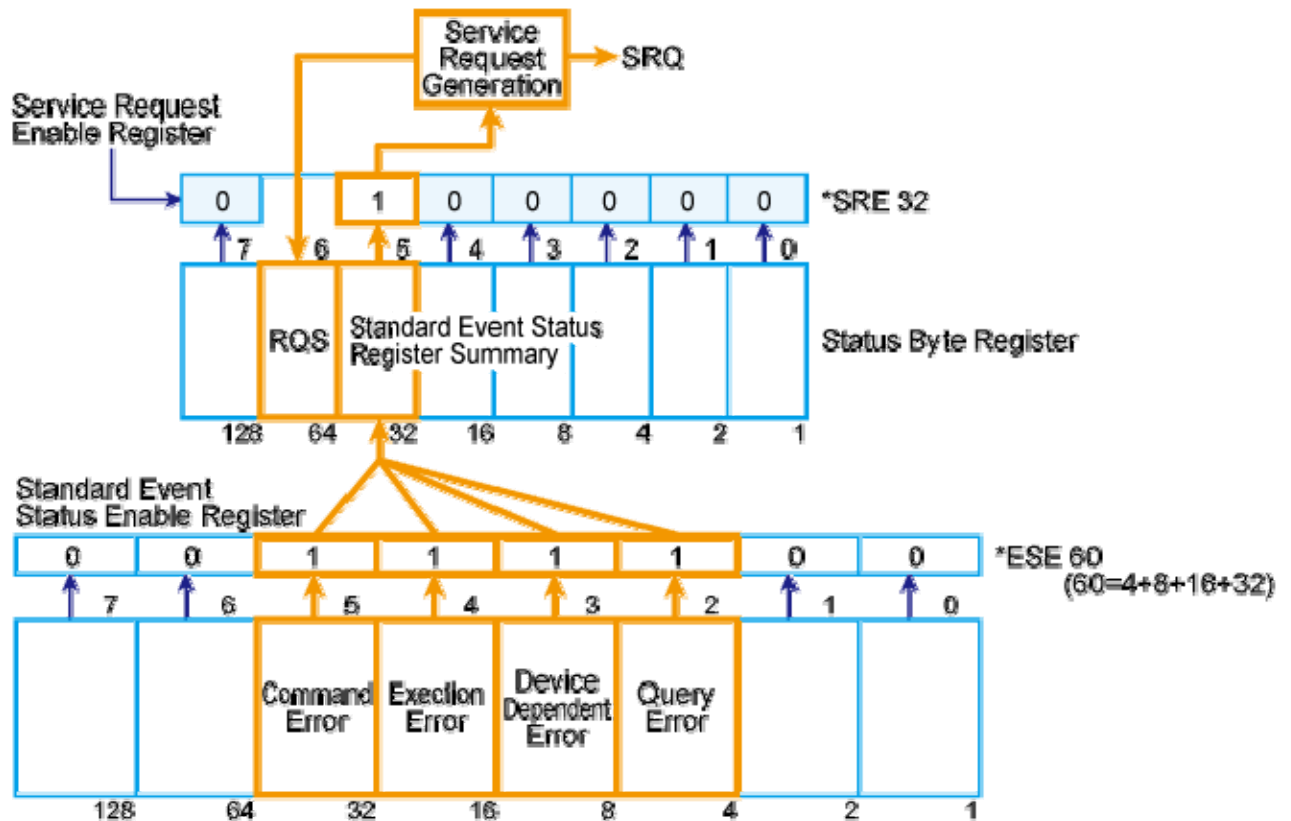 Service
Request
Generation
SRQ
Service Request
Enable Register
0 1 0 0 0 0 0 *SRE 32
7 6 5 4 3 2 1 0
RQS
Standard Event Status
Register Summary
Status Byte Register
128 64 32 16 8 4 2 1
Standard Event
Status Enable Register
0 0 1 1 1 1 0 0 *ESE 60
(60=4+8+16+32)
7 6 5 4 3 2 1 0
Command
Error
Exection
Error
Device
Dependent
Error
Query
Error
128 64 32 16 8 4 2 1